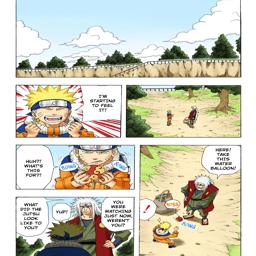 I'M
STARTING
TO
FEEL IT!
HERE!
TAKE
THIS
WATER
BALLOON!
!
HUH?!
WHAT'S
THIS
FOR?!
YOU
WERE
WATCHING
JUST NOW,
WEREN'T
YOU?
YUP!
WHAT DID
THE JUTSU
LOOK LIKE
TO YOU?